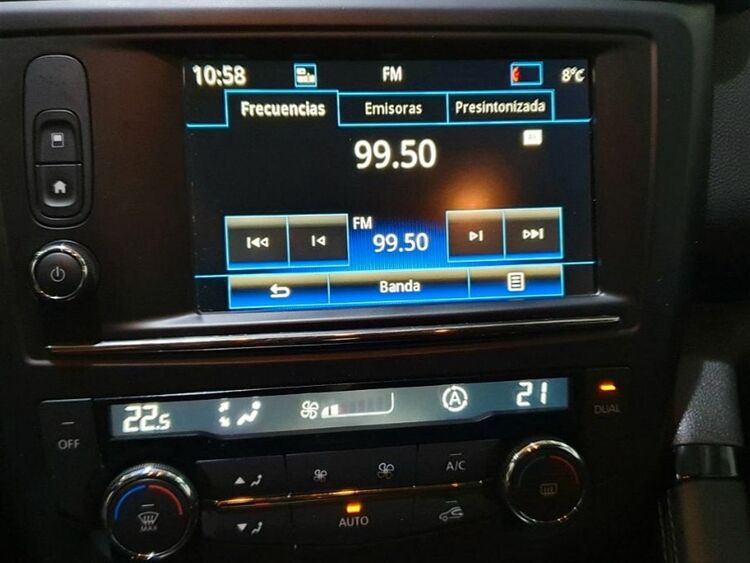 10:58 FM 8°C
Frecuencias Emisoras Presintonizada
99.50
FM
99.50
Banda
22.5 A 21
OFF DUAL
A/C
MAX AUTO